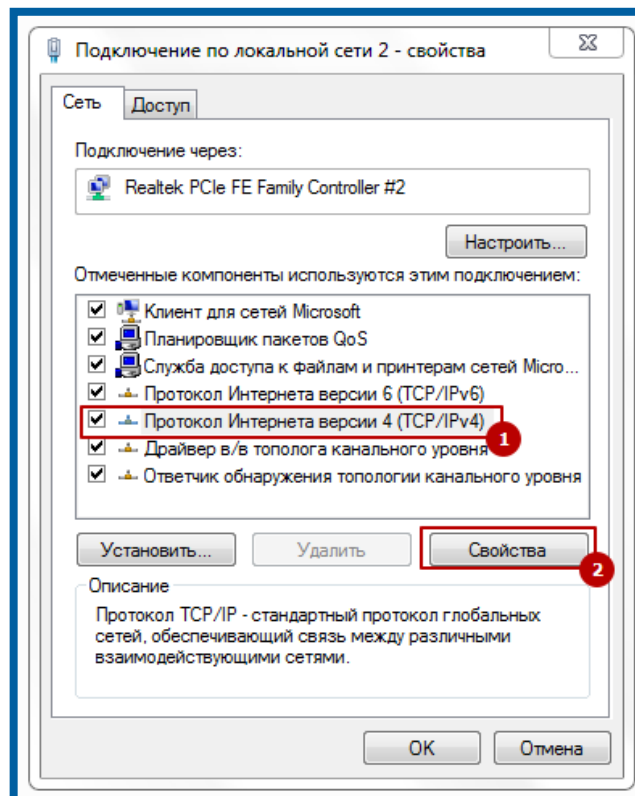 Подключение по локальной сети 2 - свойства
Сеть
Доступ
Подключение через:
Realtek PCIe FE Family Controller #2
Настроить...
Отмеченные компоненты используются этим подключением:
Клиент для сетей Microsoft
Планировщик пакетов QoS
Служба доступа к файлам и принтерам сетей Micro...
Протокол Интернета версии 6 (TCP/IPv6)
Протокол Интернета версии 4 (TCP/IPv4)
1
Драйвер в/в тополога канального уровня
Ответчик обнаружения топологии канального уровня
Установить...
Удалить
Свойства
2
Описание
Протокол TCP/IP - стандартный протокол глобальных
сетей, обеспечивающий связь между различными
взаимодействующими сетями.
OK
Отмена